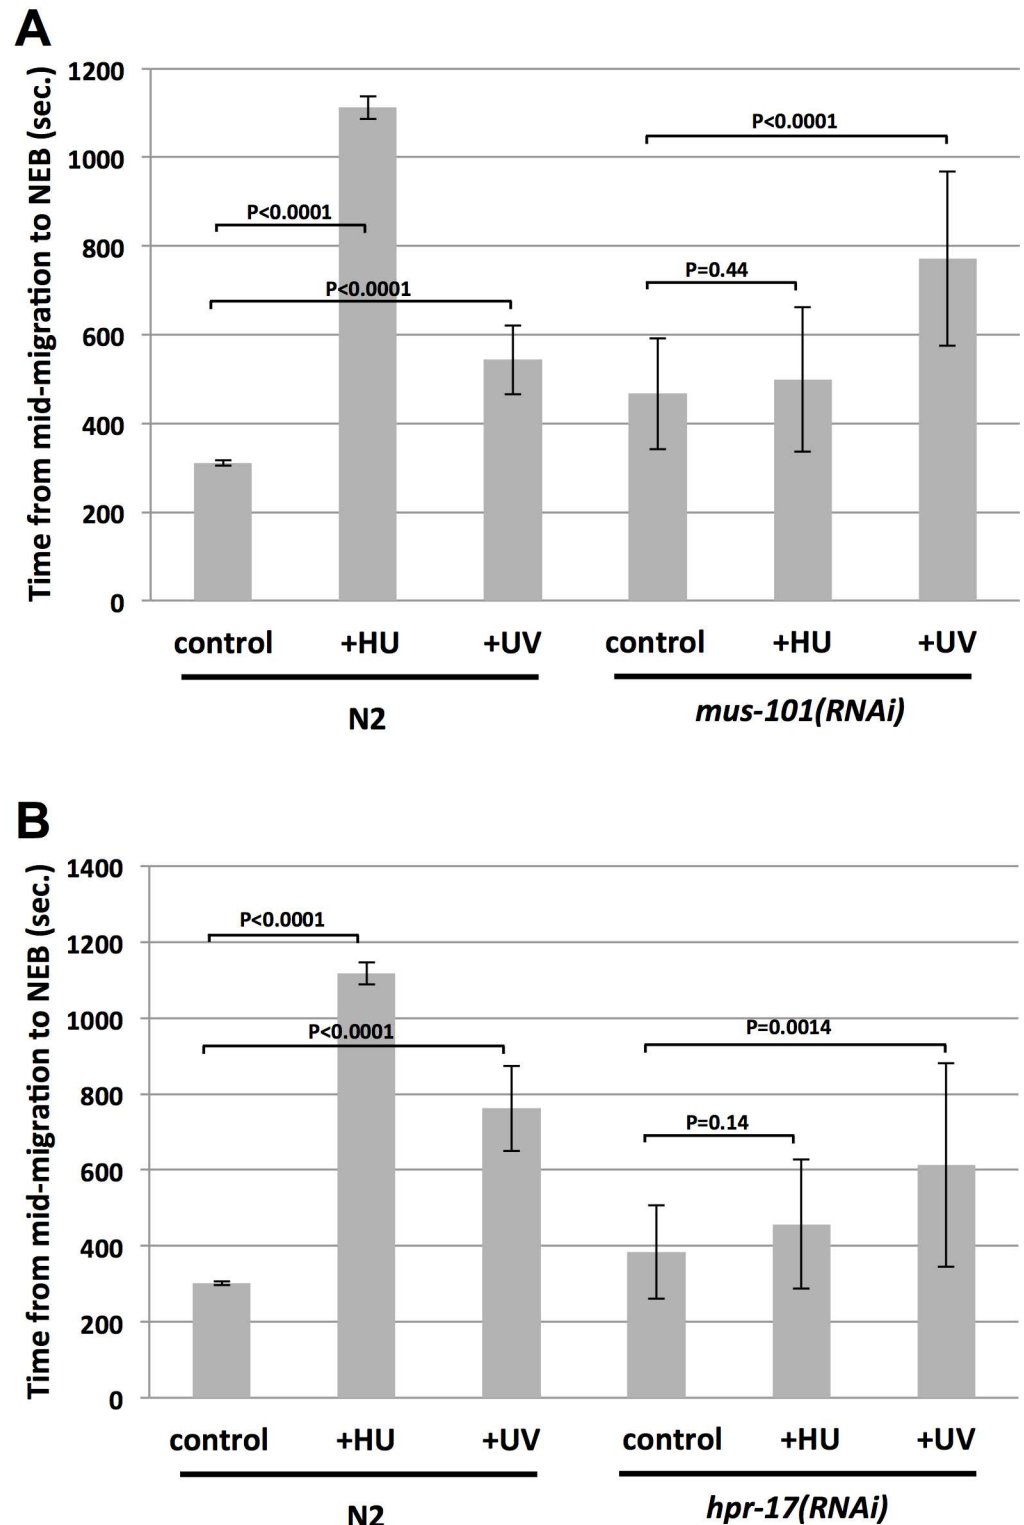 A
Time from mid-migration to NEB (sec.)
1200
1000
800
600
400
200
0
P<0.0001
P<0.0001
P<0.0001
P=0.44
control +HU +UV control +HU +UV
N2 mus-101(RNAi)
B
Time from mid-migration to NEB (sec.)
1400
1200
1000
800
600
400
200
0
P<0.0001
P<0.0001
P=0.0014
P=0.14
control +HU +UV control +HU +UV
N2 hpr-17(RNAi)